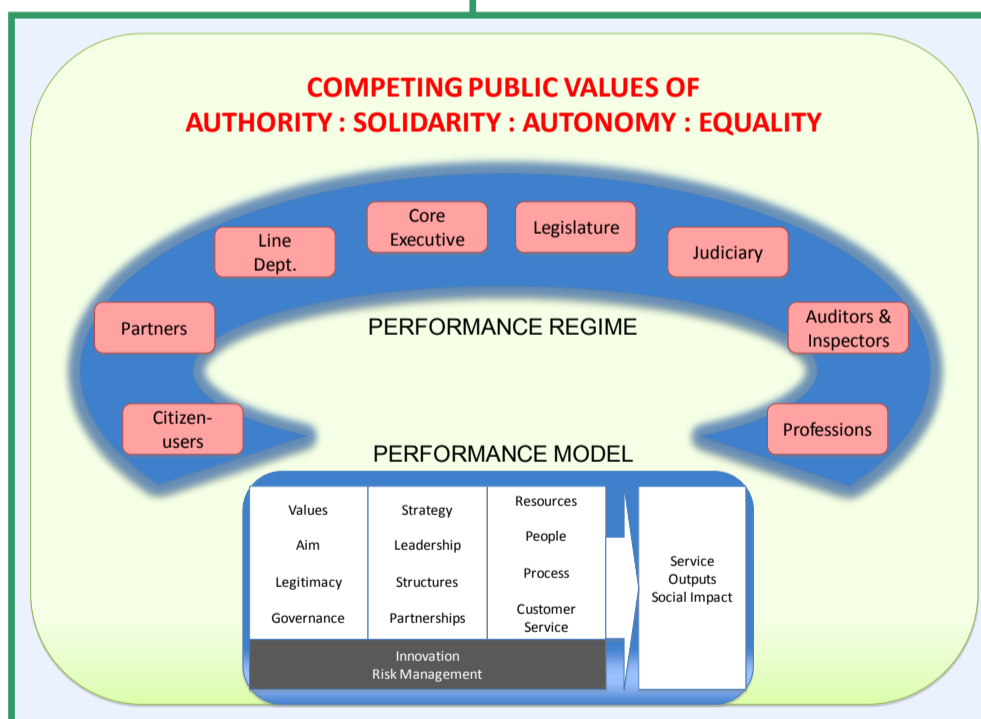 COMPETING PUBLIC VALUES OF
AUTHORITY : SOLIDARITY : AUTONOMY : EQUALITY
Core
Executive
Legislature
Line
Dept.
Judiciary
Partners
PERFORMANCE REGIME
Auditors &
Inspectors
Citizen-
users
Professions
PERFORMANCE MODEL
Values
Aim
Legitimacy
Governance
Strategy
Leadership
Structures
Partnerships
Resources
People
Process
Customer
Service
Service
Outputs
Social Impact
Innovation
Risk Management